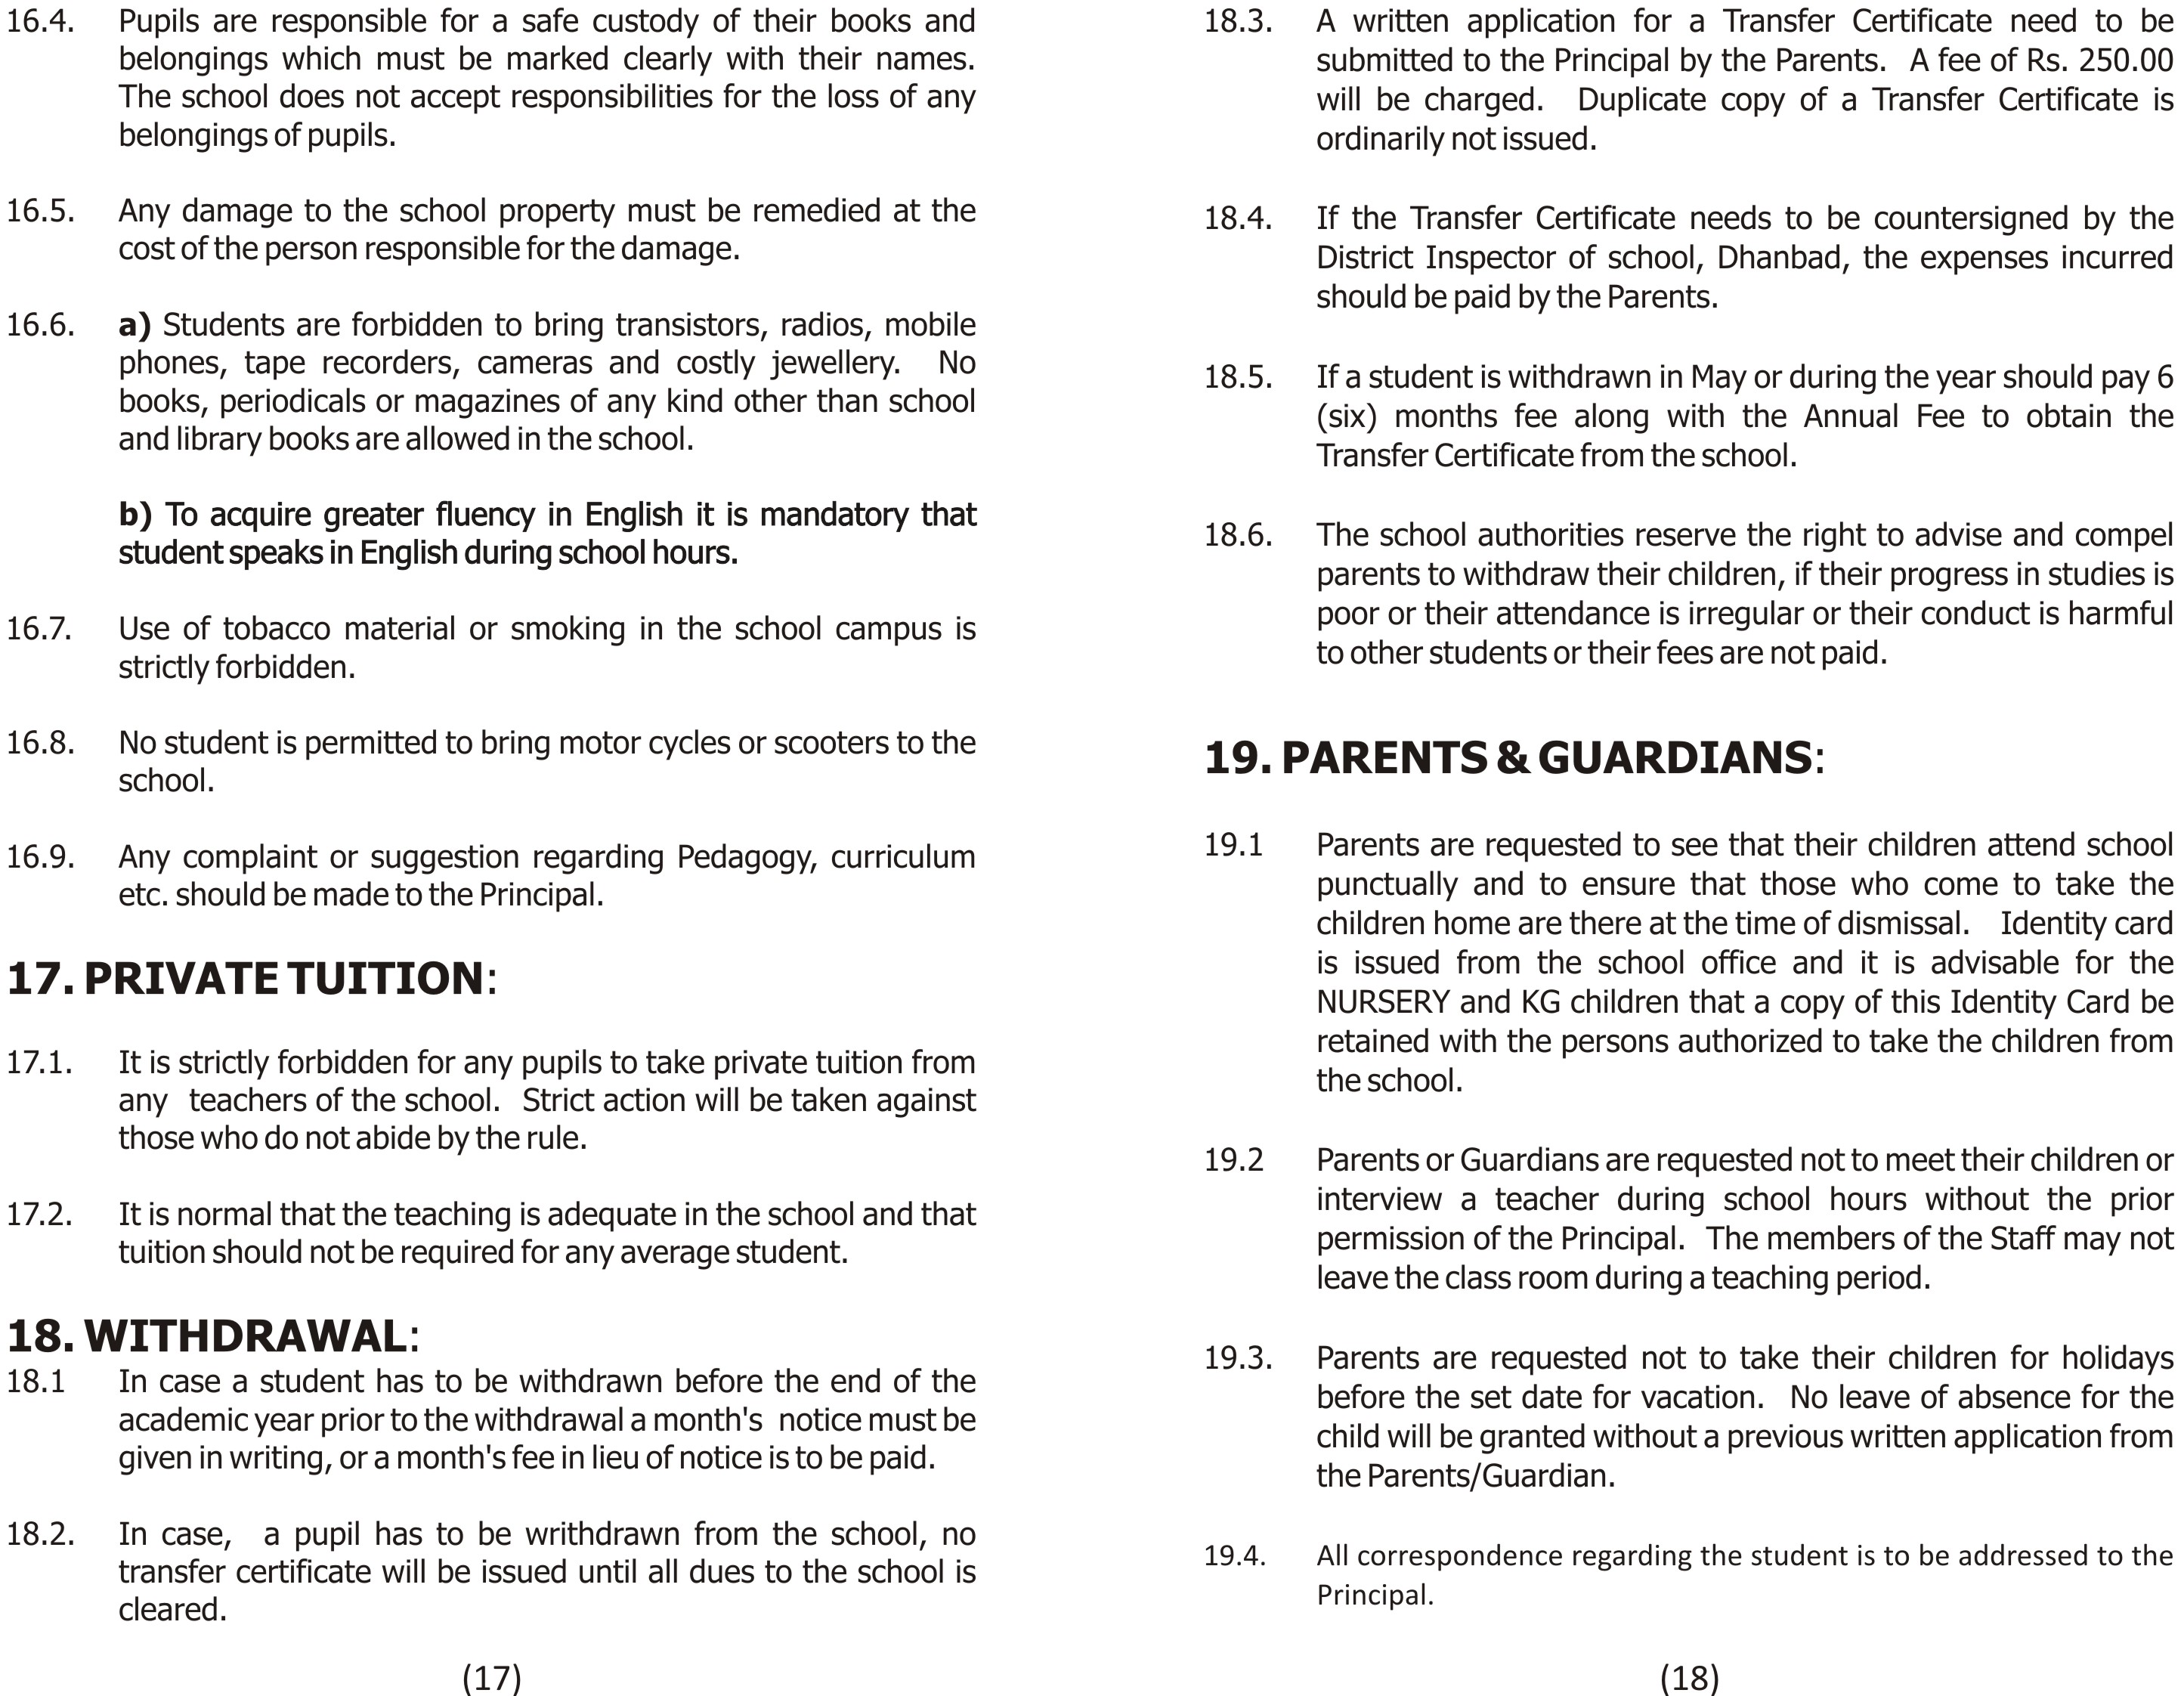 16.4. Pupils are responsible for a safe custody of their books and
belongings which must be marked clearly with their names.
The school does not accept responsibilities for the loss of any
belongings of pupils.
16.5. Any damage to the school property must be remedied at the
cost of the person responsible for the damage.
16.6. a) Students are forbidden to bring transistors, radios, mobile
phones, tape recorders, cameras and costly jewellery. No
books, periodicals or magazines of any kind other than school
and library books are allowed in the school.
b) To acquire greater fluency in English it is mandatory that
student speaks in English during school hours.
16.7. Use of tobacco material or smoking in the school campus is
strictly forbidden.
16.8. No student is permitted to bring motor cycles or scooters to the
school.
16.9. Any complaint or suggestion regarding Pedagogy, curriculum
etc. should be made to the Principal.
17. PRIVATE TUITION:
17.1. It is strictly forbidden for any pupils to take private tuition from
any teachers of the school. Strict action will be taken against
those who do not abide by the rule.
17.2. It is normal that the teaching is adequate in the school and that
tuition should not be required for any average student.
18. WITHDRAWAL:
18.1 In case a student has to be withdrawn before the end of the
academic year prior to the withdrawal a month's notice must be
given in writing, or a month's fee in lieu of notice is to be paid.
18.2. In case, a pupil has to be writhdrawn from the school, no
transfer certificate will be issued until all dues to the school is
cleared.
(17)
18.3. A written application for a Transfer Certificate need to be
submitted to the Principal by the Parents. A fee of Rs. 250.00
will be charged. Duplicate copy of a Transfer Certificate is
ordinarily not issued.
18.4. If the Transfer Certificate needs to be countersigned by the
District Inspector of school, Dhanbad, the expenses incurred
should be paid by the Parents.
18.5. If a student is withdrawn in May or during the year should pay 6
(six) months fee along with the Annual Fee to obtain the
Transfer Certificate from the school.
18.6. The school authorities reserve the right to advise and compel
parents to withdraw their children, if their progress in studies is
poor or their attendance is irregular or their conduct is harmful
to other students or their fees are not paid.
19. PARENTS & GUARDIANS:
19.1 Parents are requested to see that their children attend school
punctually and to ensure that those who come to take the
children home are there at the time of dismissal. Identity card
is issued from the school office and it is advisable for the
NURSERY and KG children that a copy of this Identity Card be
retained with the persons authorized to take the children from
the school.
19.2 Parents or Guardians are requested not to meet their children or
interview a teacher during school hours without the prior
permission of the Principal. The members of the Staff may not
leave the class room during a teaching period.
19.3. Parents are requested not to take their children for holidays
before the set date for vacation. No leave of absence for the
child will be granted without a previous written application from
the Parents/Guardian.
19.4. All correspondence regarding the student is to be addressed to the
Principal.
(18)